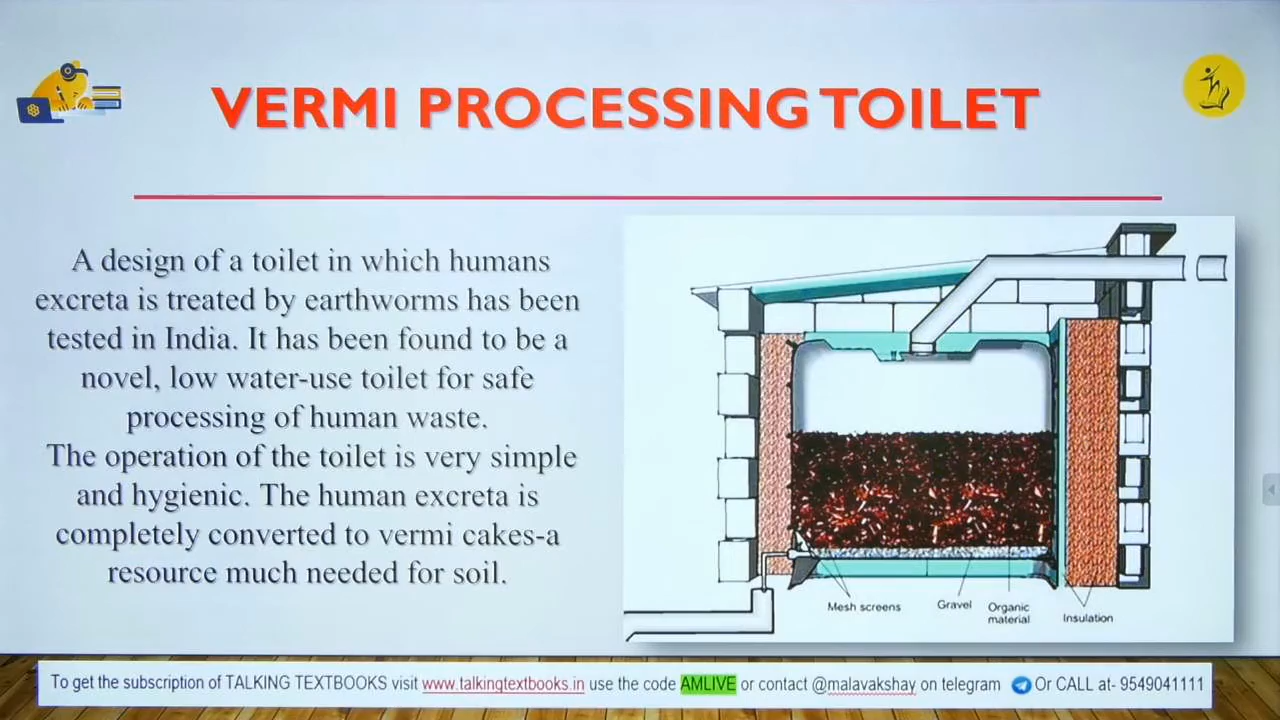 VERMI PROCESSING TOILET
A design of a toilet in which humans
excreta is treated by earthworms has been
tested in India. It has been found to be a
novel, low water-use toilet for safe
processing of human waste.
The operation of the toilet is very simple
and hygienic. The human excreta is
completely converted to vermi cakes-a
resource much needed for soil.
Mesh screens
Gravel
Organic
material
Insulation
To get the subscription of TALKING TEXTBOOKS visit www.talkingtextbooks.in use the code AMLIVE or contact @malavakshay on telegram Or CALL at- 9549041111